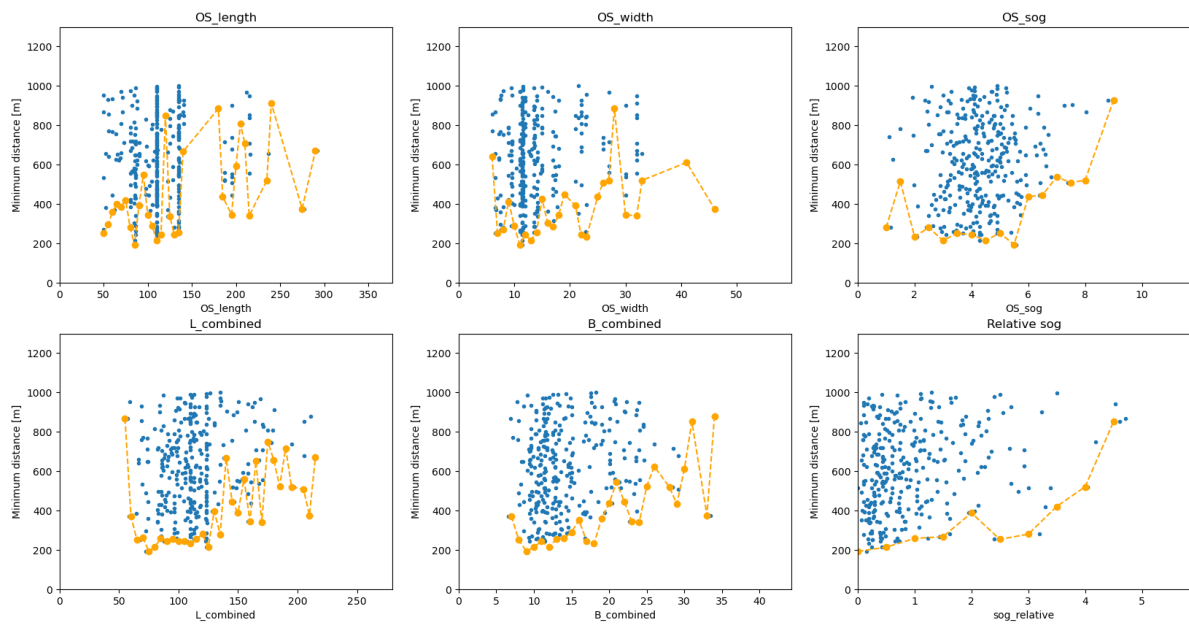 OS_length
OS_width
OS_sog
Minimum distance [m]
1200
1000
800
600
400
200
0
0 50 100 150 200 250 300 350
OS_length
Minimum distance [m]
1200
1000
800
600
400
200
0
0 10 20 30 40 50
OS_width
Minimum distance [m]
1200
1000
800
600
400
200
0
0 2 4 6 8 10
OS_sog
L_combined
B_combined
Relative sog
Minimum distance [m]
1200
1000
800
600
400
200
0
0 50 100 150 200 250
L_combined
Minimum distance [m]
1200
1000
800
600
400
200
0
0 5 10 15 20 25 30 35 40
B_combined
Minimum distance [m]
1200
1000
800
600
400
200
0
0 1 2 3 4 5
sog_relative